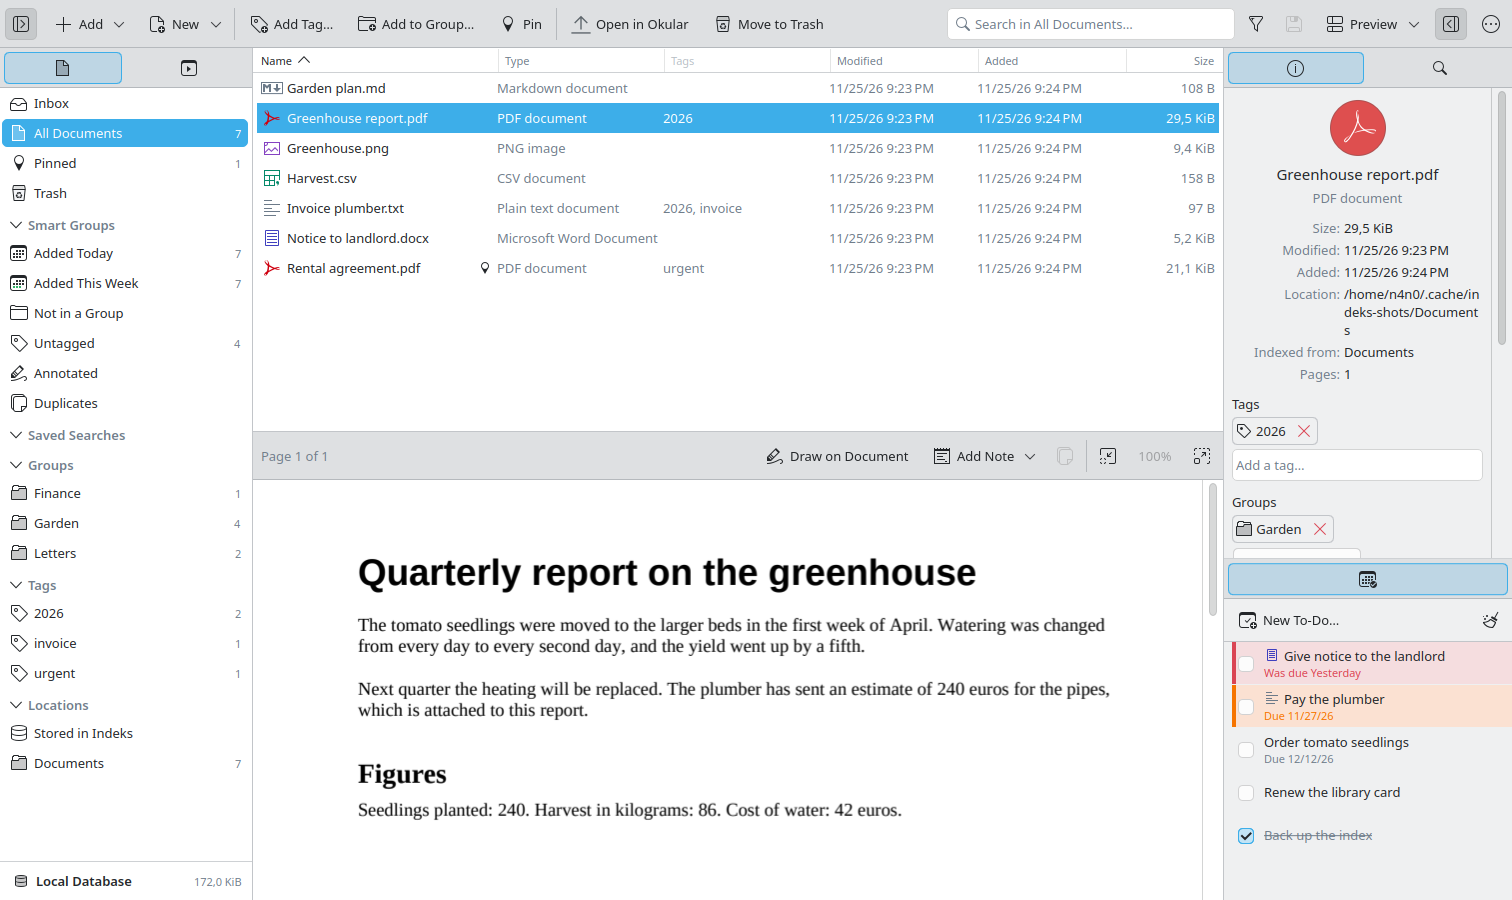 Add
New
Add Tag...
Add to Group...
Pin
Open in Okular
Move to Trash
Search in All Documents...
Preview
Inbox
All Documents 7
Pinned 1
Trash
Smart Groups
Added Today 7
Added This Week 7
Not in a Group
Untagged 4
Annotated
Duplicates
Saved Searches
Groups
Finance 1
Garden 4
Letters 2
Tags
2026 2
invoice 1
urgent 1
Locations
Stored in Indeks
Documents 7
Local Database 172,0 KiB
Name Type Tags Modified Added Size
Garden plan.md Markdown document 11/25/26 9:23 PM 11/25/26 9:24 PM 108 B
Greenhouse report.pdf PDF document 2026 11/25/26 9:23 PM 11/25/26 9:24 PM 29,5 KiB
Greenhouse.png PNG image 11/25/26 9:23 PM 11/25/26 9:24 PM 9,4 KiB
Harvest.csv CSV document 11/25/26 9:23 PM 11/25/26 9:24 PM 158 B
Invoice plumber.txt Plain text document 2026, invoice 11/25/26 9:23 PM 11/25/26 9:24 PM 97 B
Notice to landlord.docx Microsoft Word Document 11/25/26 9:23 PM 11/25/26 9:24 PM 5,2 KiB
Rental agreement.pdf PDF document urgent 11/25/26 9:23 PM 11/25/26 9:24 PM 21,1 KiB
Page 1 of 1
Draw on Document
Add Note
100%
Quarterly report on the greenhouse
The tomato seedlings were moved to the larger beds in the first week of April. Watering was changed
from every day to every second day, and the yield went up by a fifth.
Next quarter the heating will be replaced. The plumber has sent an estimate of 240 euros for the pipes,
which is attached to this report.
Figures
Seedlings planted: 240. Harvest in kilograms: 86. Cost of water: 42 euros.
Greenhouse report.pdf
PDF document
Size: 29,5 KiB
Modified: 11/25/26 9:23 PM
Added: 11/25/26 9:24 PM
Location: /home/n4n0/.cache/in
deks-shots/Document
s
Indexed from: Documents
Pages: 1
Tags
2026
Add a tag...
Groups
Garden
New To-Do...
Give notice to the landlord
Was due Yesterday
Pay the plumber
Due 11/27/26
Order tomato seedlings
Due 12/12/26
Renew the library card
Back up the index